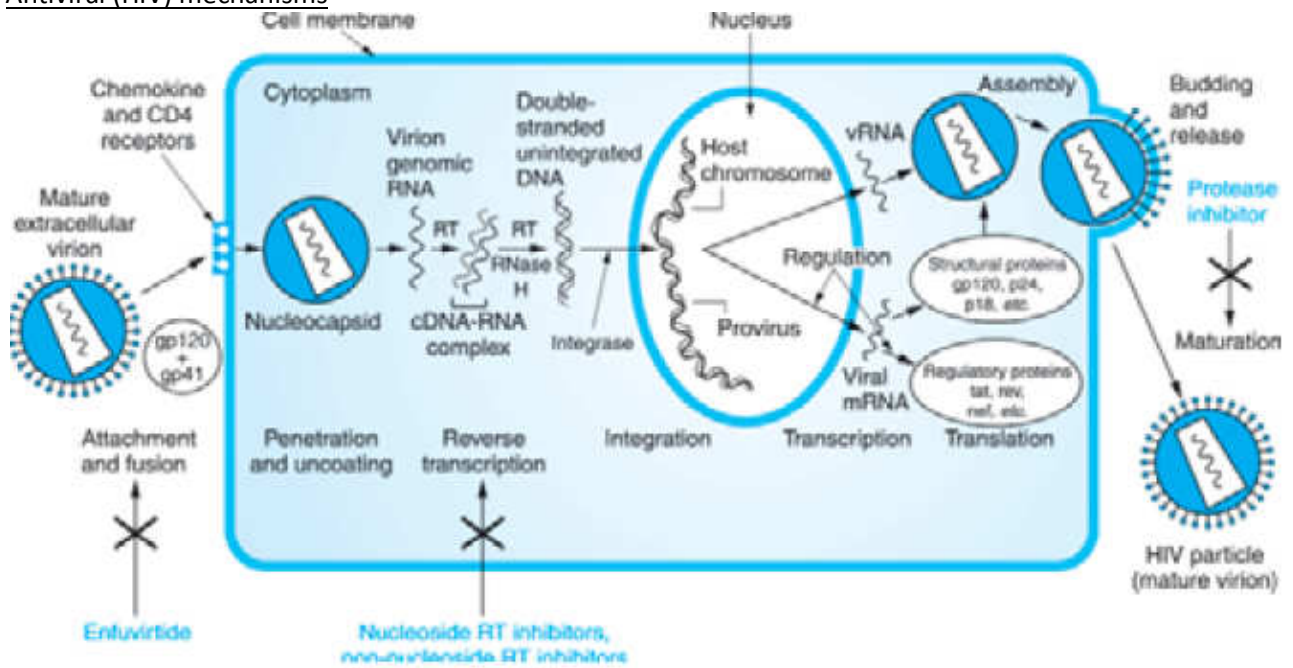 Antiviral (HIV) mechanisms
Cell membrane
Nucleus
Chemokine
and CD4
receptors
Cytoplasm
Virion
genomic
RNA
Double-
stranded
unintegrated
DNA
Host
chromosome
vRNA
Assembly
Budding
and
release
Mature
extracellular
virion
RT
RT
RNase
H
Protease
inhibitor
Regulation
Structural proteins
gp120, p24,
p18, etc.
Nucleocapsid
cDNA-RNA
complex
Integrase
Provirus
gp120
+
gp41
Maturation
Viral
mRNA
Regulatory proteins
tat, rev,
nef, etc.
Attachment
and fusion
Penetration
and uncoating
Reverse
transcription
Integration
Transcription
Translation
HIV particle
(mature virion)
Enfuvirtide
Nucleoside RT inhibitors,
non-nucleoside RT inhibitors